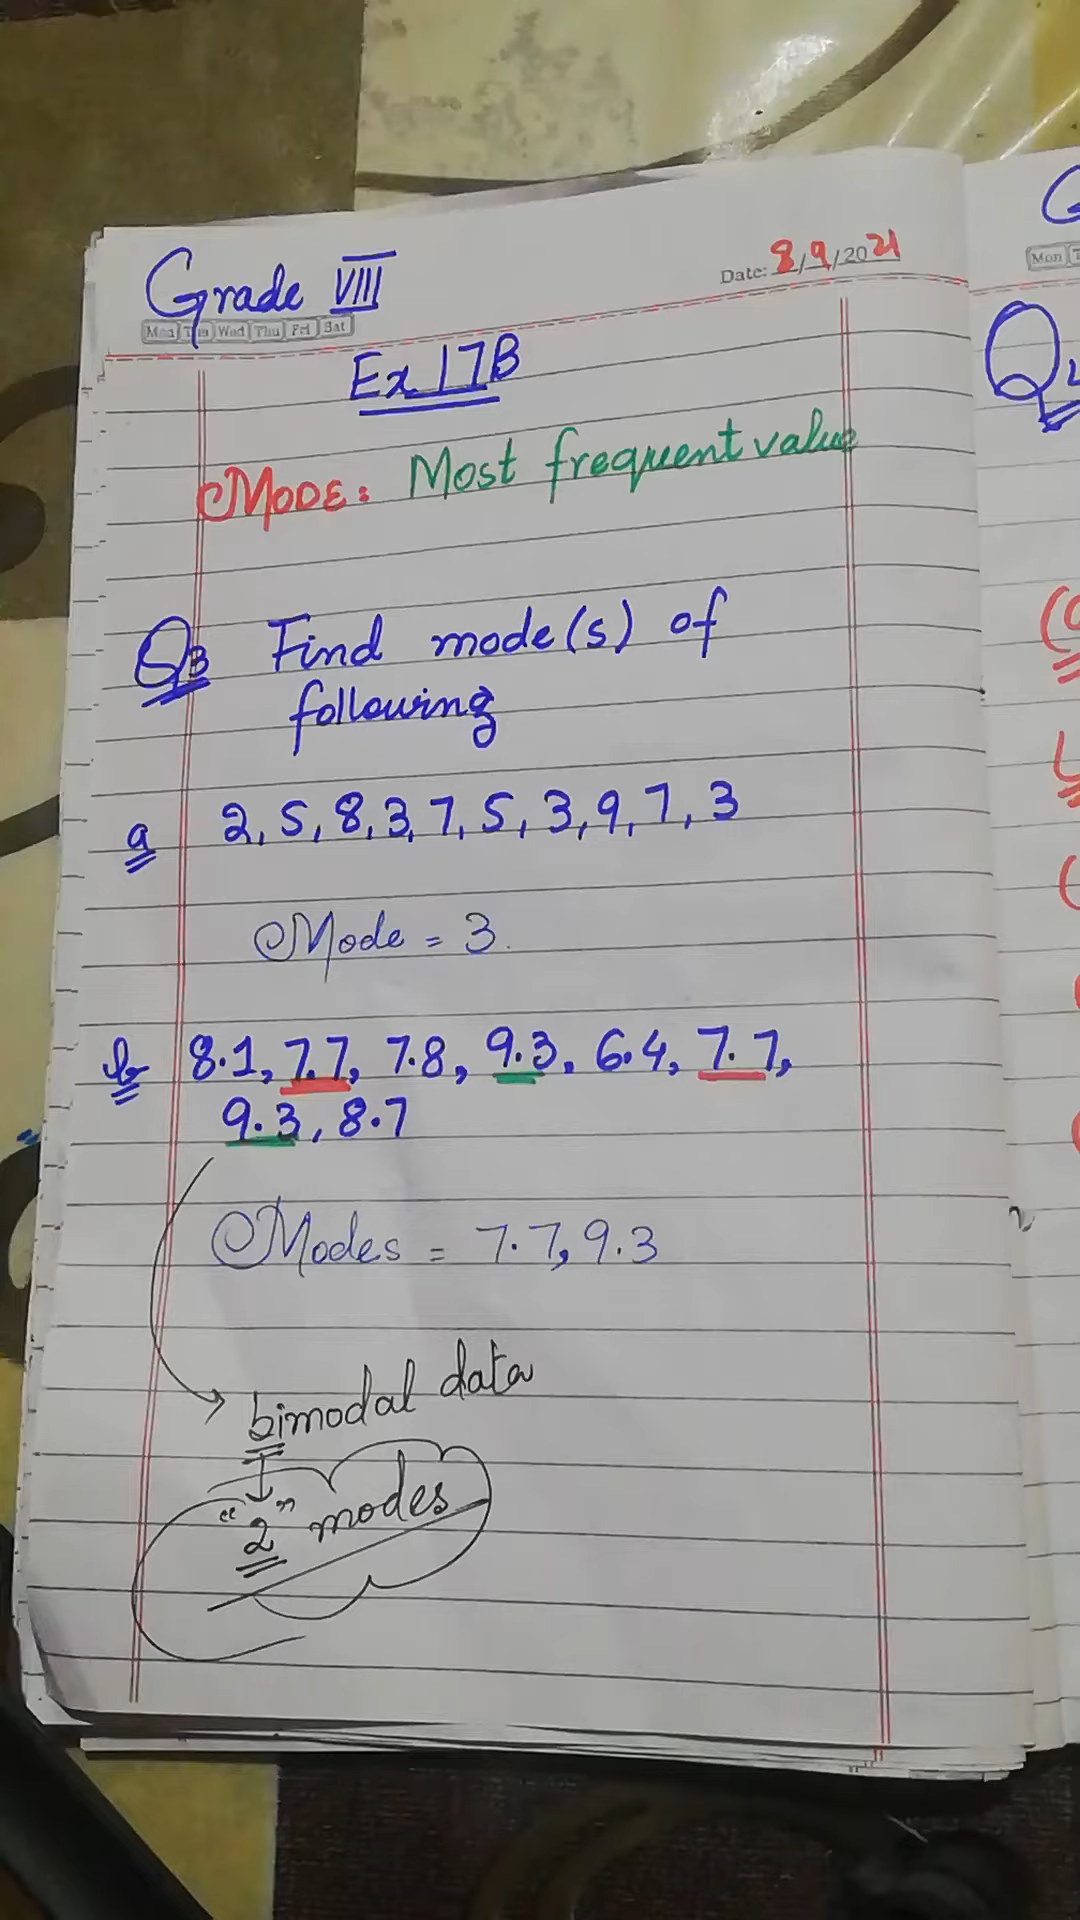 Grade VIII
Date: 8/9/2021
Mon Tue Wed Thu Fri Sat
Ex 17B
MODE: Most frequent value
Q3 Find mode(s) of
following
a 2, 5, 8, 3, 7, 5, 3, 9, 7, 3
Mode = 3.
b 8.1, 7.7, 7.8, 9.3, 6.4, 7.7,
9.3, 8.7
Modes = 7.7, 9.3
bimodal data
"2" modes
Mon
Q